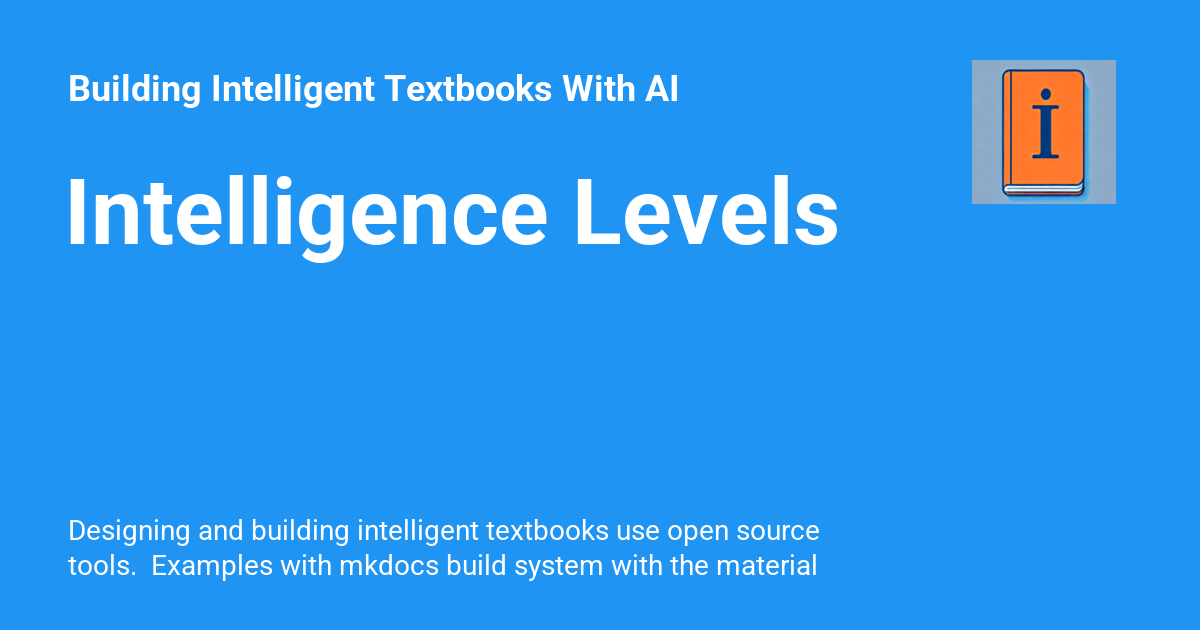 Building Intelligent Textbooks With AI
i
Intelligence Levels
Designing and building intelligent textbooks use open source
tools.  Examples with mkdocs build system with the material